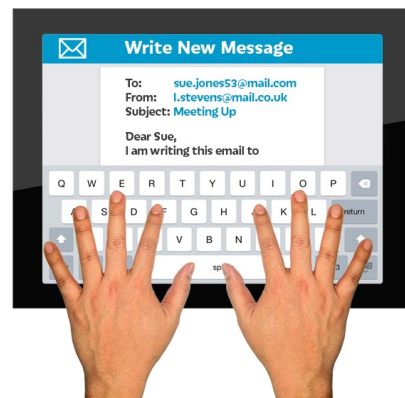 Write New Message
To: sue.jones53@mail.com
From: l.stevens@mail.co.uk
Subject: Meeting Up
Dear Sue,
I am writing this email to
Q W E R T Y U I O P
A S D F G H K L return
V B N
3